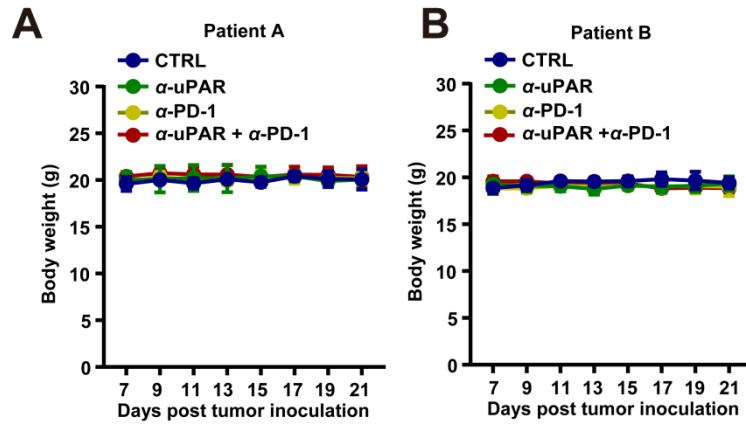 A
Patient A
CTRL
α-uPAR
α-PD-1
α-uPAR + α-PD-1
Body weight (g)
30
25
20
15
10
5
0
7 9 11 13 15 17 19 21
Days post tumor inoculation
B
Patient B
CTRL
α-uPAR
α-PD-1
α-uPAR +α-PD-1
Body weight (g)
30
25
20
15
10
5
0
7 9 11 13 15 17 19 21
Days post tumor inoculation